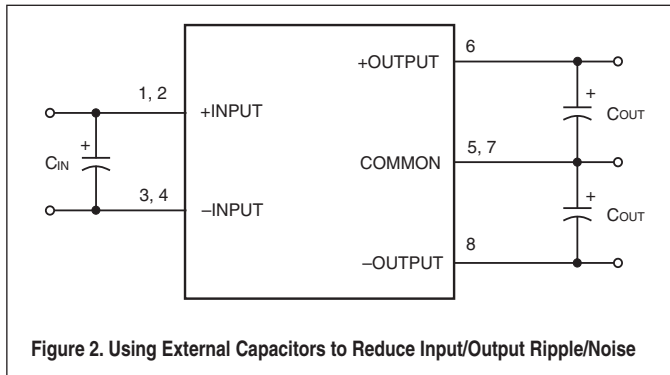 6
+OUTPUT
1, 2
+
+INPUT
COUT
5, 7
+
CIN
COMMON
+
3, 4
–INPUT
COUT
8
–OUTPUT
Figure 2. Using External Capacitors to Reduce Input/Output Ripple/Noise